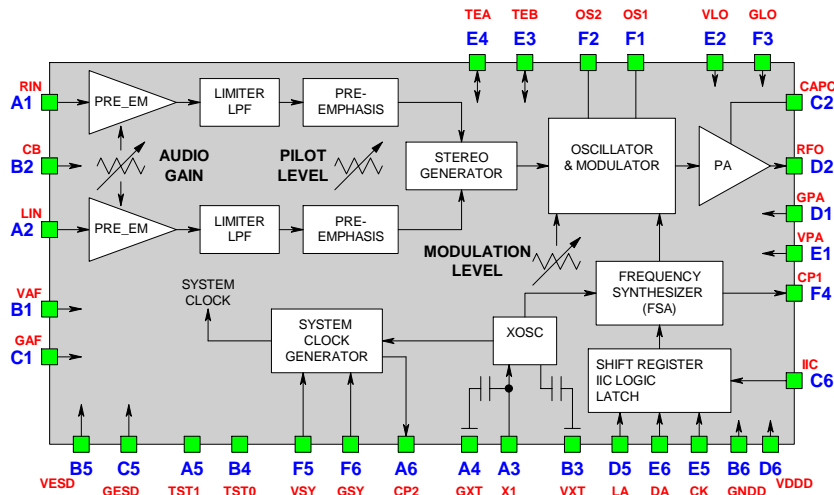 TEA TEB OS2 OS1 VLO GLO
E4 E3 F2 F1 E2 F3
RIN
A1
PRE_EM
LIMITER
LPF
PRE-
EMPHASIS
CAPC
C2
CB
B2
AUDIO
GAIN
PILOT
LEVEL
STEREO
GENERATOR
OSCILLATOR
& MODULATOR
PA
RFO
D2
LIN
A2
PRE_EM
LIMITER
LPF
PRE-
EMPHASIS
MODULATION
LEVEL
GPA
D1
VPA
E1
SYSTEM
CLOCK
FREQUENCY
SYNTHESIZER
(FSA)
CP1
F4
VAF
B1
GAF
C1
SYSTEM
CLOCK
GENERATOR
XOSC
SHIFT REGISTER
IIC LOGIC
LATCH
IIC
C6
B5 C5 A5 B4 F5 F6 A6 A4 A3 B3 D5 E6 E5 B6 D6
VESD GESD TST1 TST0 VSY GSY CP2 GXT X1 VXT LA DA CK GNDD VDDD